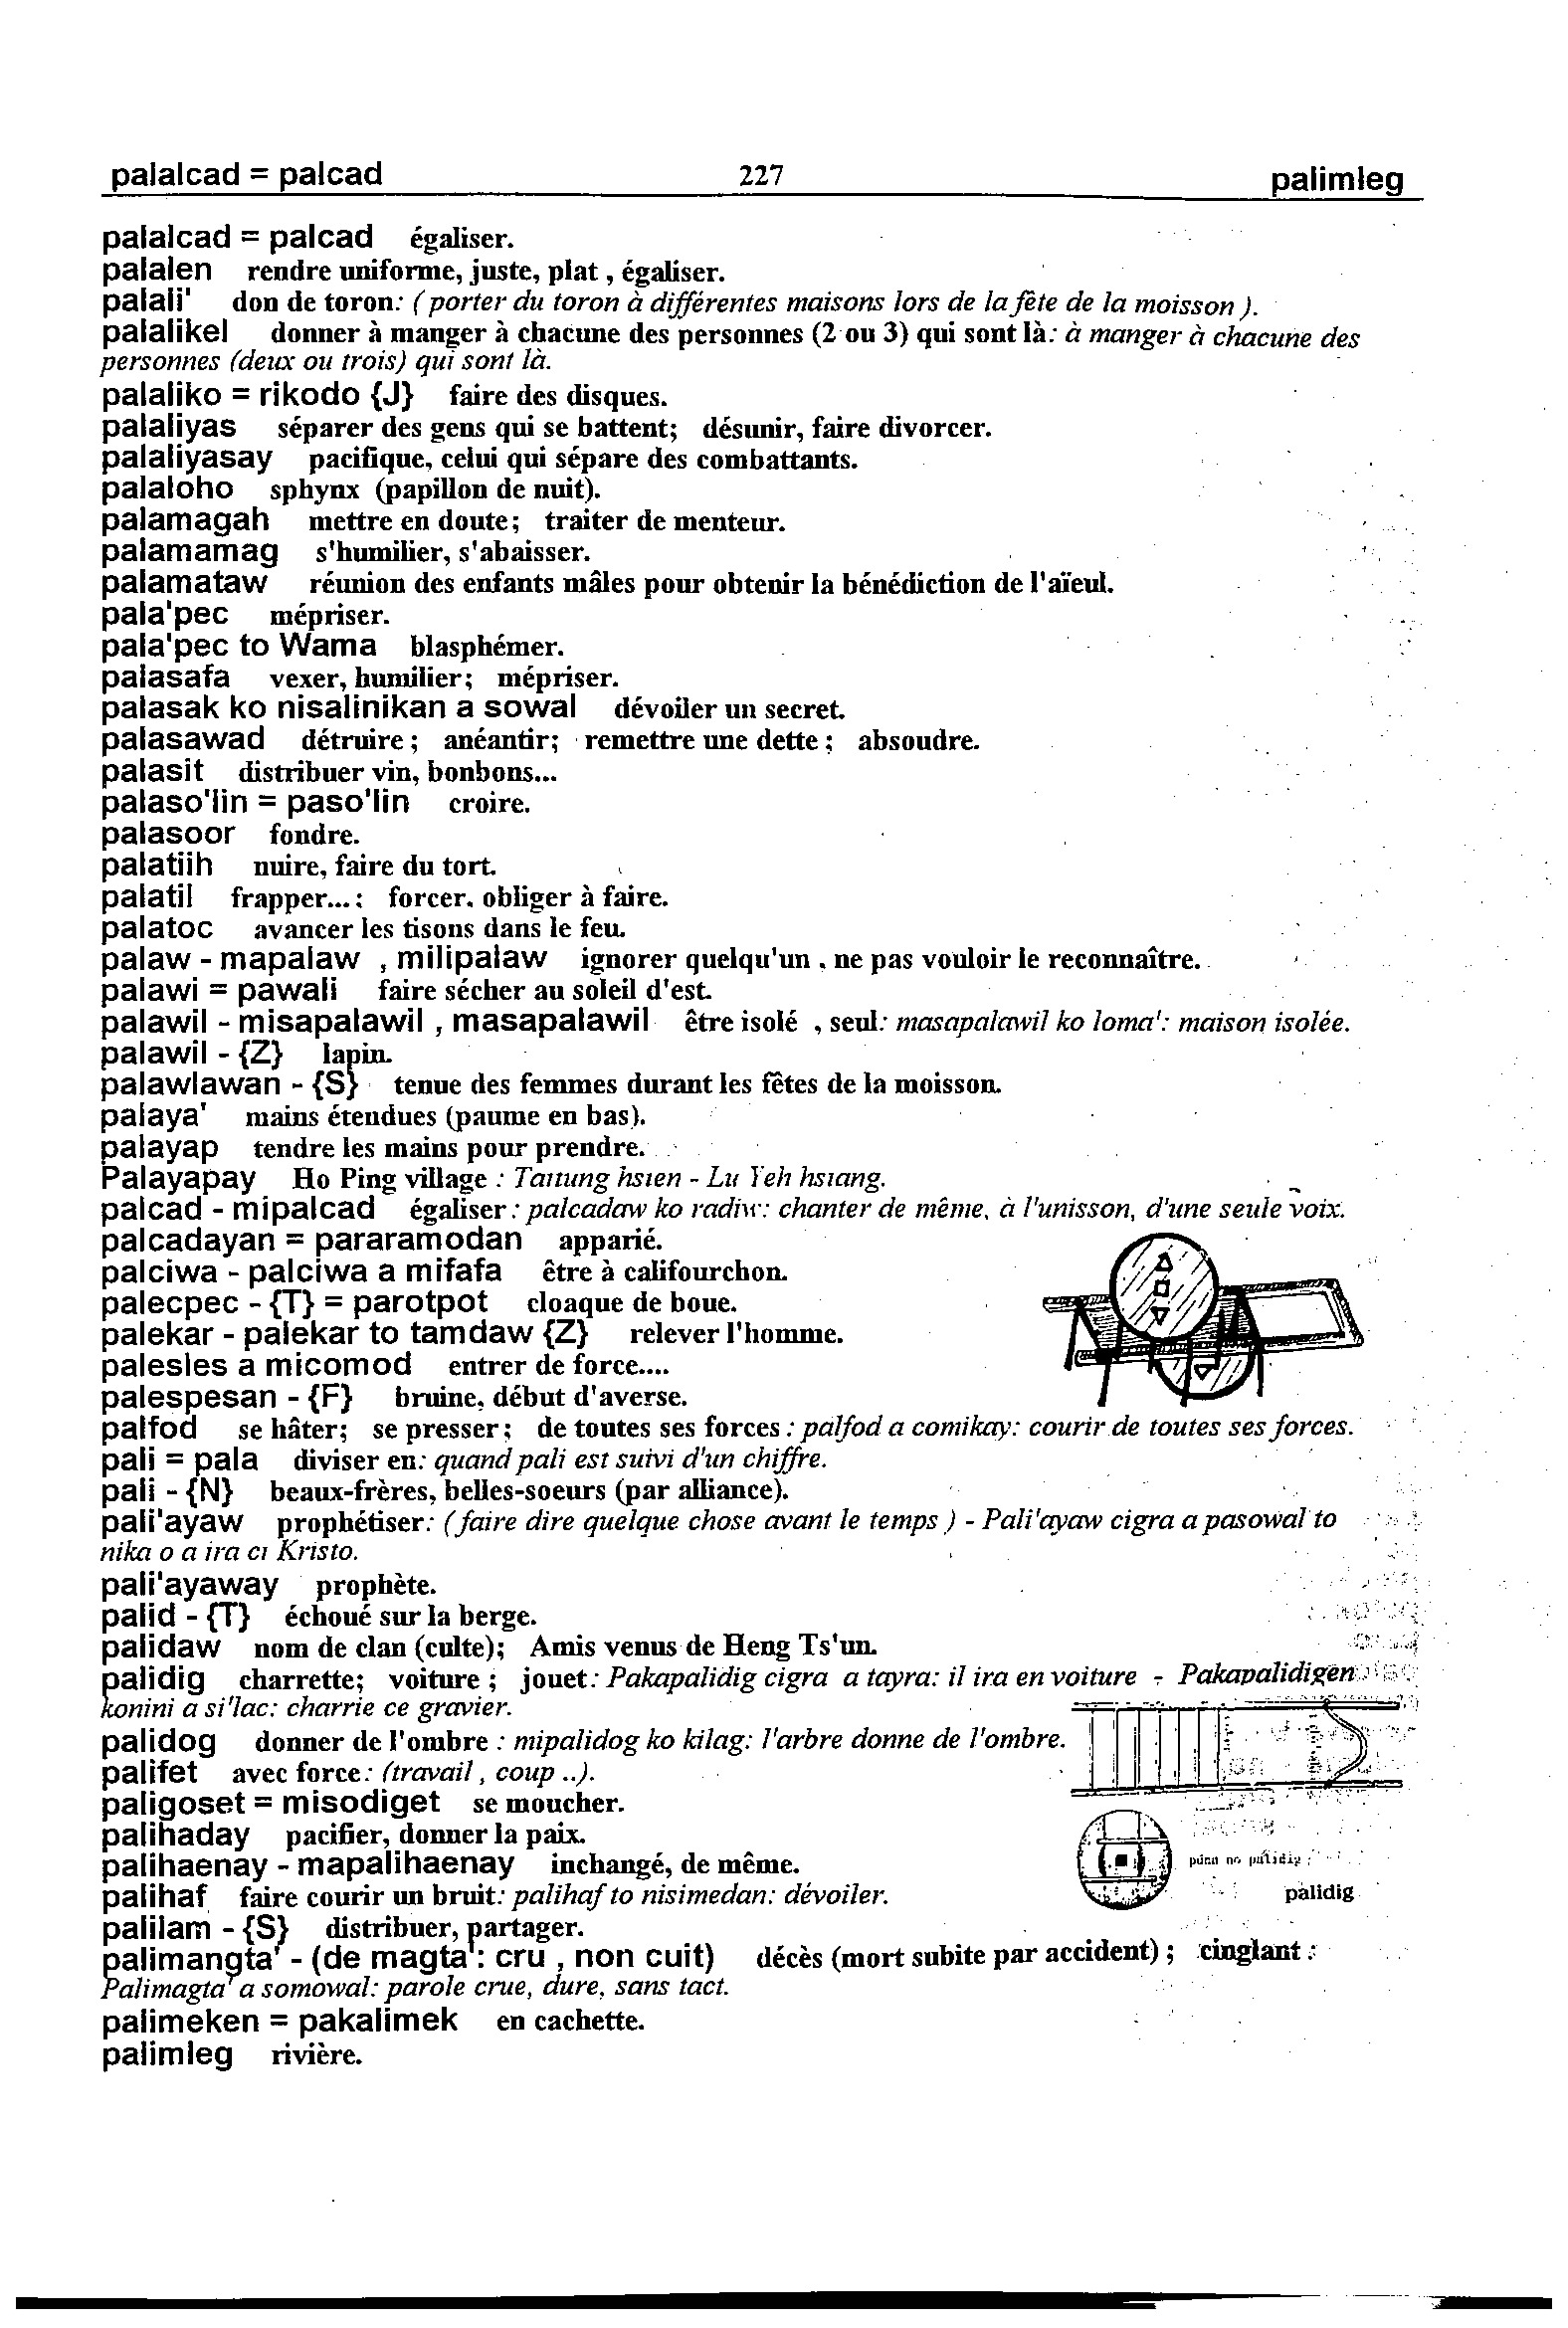 palalcad = palcad 227 palimleg
palalcad = palcad égaliser.
palalen rendre uniforme, juste, plat , égaliser.
palali' don de toron: ( porter du toron à différentes maisons lors de la fête de la moisson ).
palalikel donner à manger à chacune des personnes (2 ou 3) qui sont là: à manger à chacune des
personnes (deux ou trois) qui sont là.
palaliko = rikodo {J} faire des disques.
palaliyas séparer des gens qui se battent; désunir, faire divorcer.
palaliyasay pacifique, celui qui sépare des combattants.
palaloho sphynx (papillon de nuit).
palamagah mettre en doute; traiter de menteur.
palamamag s'humilier, s'abaisser.
palamataw réunion des enfants mâles pour obtenir la bénédiction de l'aïeul.
pala'pec mépriser.
pala'pec to Wama blasphémer.
palasafa vexer, humilier; mépriser.
palasak ko nisalinikan a sowal dévoiler un secret.
palasawad détruire ; anéantir; remettre une dette ; absoudre.
palasit distribuer vin, bonbons...
palaso'lin = paso'lin croire.
palasoor fondre.
palatiih nuire, faire du tort.
palatil frapper... ; forcer, obliger à faire.
palatoc avancer les tisons dans le feu.
palaw - mapalaw , milipalaw ignorer quelqu'un , ne pas vouloir le reconnaître.
palawi = pawali faire sécher au soleil d'est.
palawil - misapalawil , masapalawil être isolé , seul: masapalawil ko loma': maison isolée.
palawil - {Z} lapin.
palawlawan - {S} tenue des femmes durant les fêtes de la moisson.
palaya' mains étendues (paume en bas).
palayap tendre les mains pour prendre.
Palayapay Ho Ping village : Taitung hsien - Lu Yeh hsiang.
palcad - mipalcad égaliser : palcadaw ko radiw: chanter de même, à l'unisson, d'une seule voix.
palcadayan = pararamodan apparié.
palciwa - palciwa a mifafa être à califourchon.
palecpec - {T} = parotpot cloaque de boue.
palekar - palekar to tamdaw {Z} relever l'homme.
palesles a micomod entrer de force....
palespesan - {F} bruine, début d'averse.
palfod se hâter; se presser ; de toutes ses forces : palfod a comikay: courir de toutes ses forces.
pali = pala diviser en: quand pali est suivi d'un chiffre.
pali - {N} beaux-frères, belles-soeurs (par alliance).
pali'ayaw prophétiser: ( faire dire quelque chose avant le temps ) - Pali'ayaw cigra a pasowal to
nika o a ira ci Kristo.
pali'ayaway prophète.
palid - {T} échoué sur la berge.
palidaw nom de clan (culte); Amis venus de Heng Ts'un.
palidig charrette; voiture ; jouet: Pakapalidig cigra a tayra: il ira en voiture - Pakapalidigen
konini a si'lac: charrie ce gravier.
palidog donner de l'ombre : mipalidog ko kilag: l'arbre donne de l'ombre.
palifet avec force: (travail , coup ..).
paligoset = misodiget se moucher.
palihaday pacifier, donner la paix.
palihaenay - mapalihaenay inchangé, de même.
palihaf faire courir un bruit: palihaf to nisimedan: dévoiler.
palidig
palilam - {S} distribuer, partager.
palimangta' - (de magta': cru , non cuit) décès (mort subite par accident) ; cinglant :
Palimagta' a somowal: parole crue, dure, sans tact.
palimeken = pakalimek en cachette.
palimleg rivière.